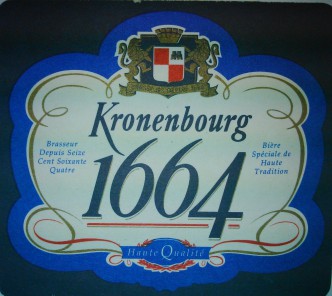 Kronenbourg
Brasseur
Depuis Seize
Cent Soixante
Quatre
Bière
Spéciale de
Haute
Tradition
1664
Haute Qualité